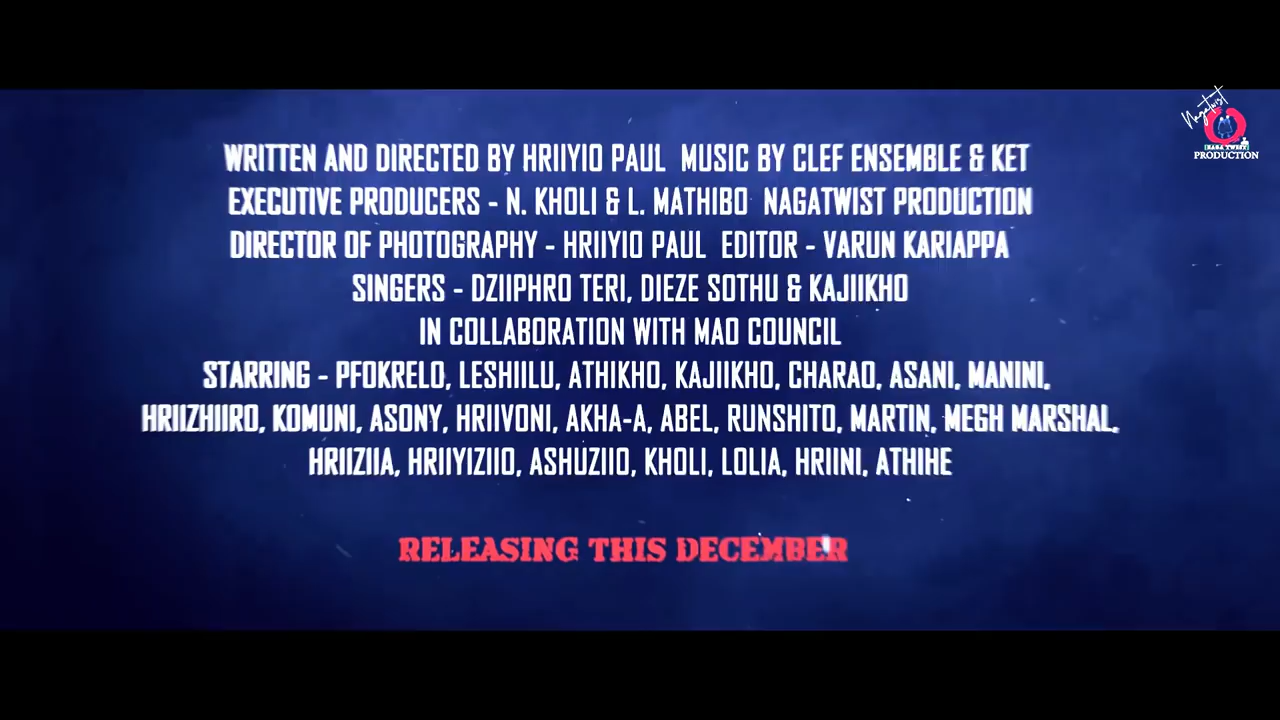 WRITTEN AND DIRECTED BY HRIIYIO PAUL MUSIC BY CLEF ENSEMBLE & KET
EXECUTIVE PRODUCERS - N. KHOLI & L. MATHIBO NAGATWIST PRODUCTION
DIRECTOR OF PHOTOGRAPHY - HRIIYIO PAUL EDITOR - VARUN KARIAPPA
SINGERS - DZIIPHRO TERI, DIEZE SOTHU & KAJIIKHO
IN COLLABORATION WITH MAO COUNCIL
STARRING - PFOKRELO, LESHIILU, ATHIKHO, KAJIIKHO, CHARAO, ASANI, MANINI,
HRIIZHIIRO, KOMUNI, ASONY, HRIIVONI, AKHA-A, ABEL, RUNSHITO, MARTIN, MEGH MARSHAL,
HRIIZIIA, HRIIYIZIIO, ASHUZIIO, KHOLI, LOLIA, HRIINI, ATHIHE
RELEASING THIS DECEMBER
Nagatwist
NAGA TWIST
PRODUCTION